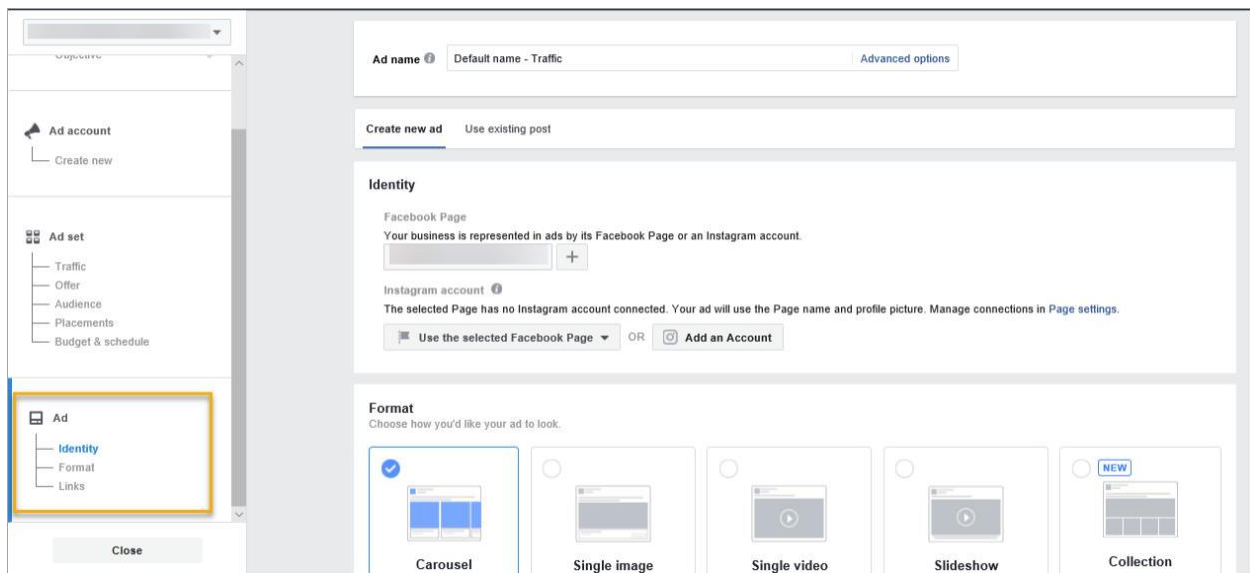 Objective
Ad account
Create new
Ad set
Traffic
Offer
Audience
Placements
Budget & schedule
Ad
Identity
Format
Links
Close
Ad name Default name - Traffic Advanced options
Create new ad Use existing post
Identity
Facebook Page
Your business is represented in ads by its Facebook Page or an Instagram account.
+
Instagram account
The selected Page has no Instagram account connected. Your ad will use the Page name and profile picture. Manage connections in Page settings.
Use the selected Facebook Page OR Add an Account
Format
Choose how you'd like your ad to look.
NEW
Carousel Single image Single video Slideshow Collection